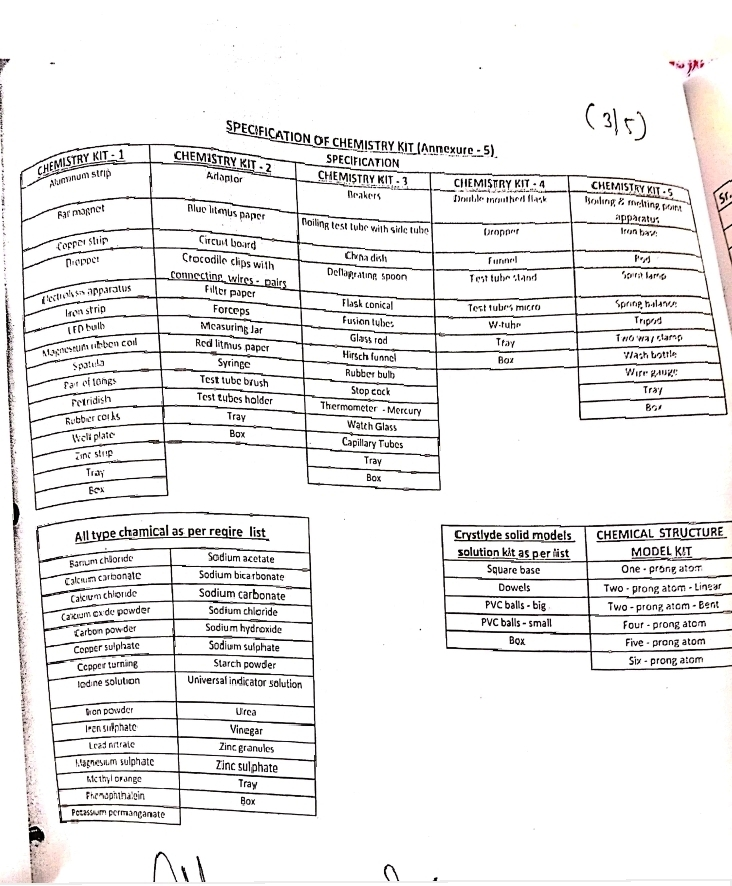 (3/5)
SPECIFICATION OF CHEMISTRY KIT (Annexure - 5)
SPECIFICATION
CHEMISTRY KIT - 1
Aluminum strip
Bar magnet
Copper strip
Dropper
Electrolysis apparatus
Iron strip
LED bulb
Magnesium ribben coil
Spatula
Pair of tongs
Petridish
Rubber corks
Well plate
Zinc strip
Tray
Box
CHEMISTRY KIT - 2
Adaptor
Blue litmus paper
Circuit board
Crocodile clips with
connecting wires - pairs
Filter paper
Forceps
Measuring Jar
Red litmus paper
Syringe
Test tube brush
Test tubes holder
Tray
Box
CHEMISTRY KIT - 3
Beakers
Boiling test tube with side tube
China dish
Deflagrating spoon
Flask conical
Fusion tubes
Glass rod
Hirsch funnel
Rubber bulb
Stop cock
Thermometer - Mercury
Watch Glass
Capillary Tubes
Tray
Box
CHEMISTRY KIT - 4
Double mouthed flask
Dropper
Funnel
Test tube stand
Test tubes micro
W-tube
Tray
Box
CHEMISTRY KIT - 5
Boiling & melting point
apparatus
Iron base
Rod
Spirit lamp
Spring balance
Tripod
Two way clamp
Wash bottle
Wire gauge
Tray
Box
Sr.
All type chamical as per reqire list
Barium chloride
Calcium carbonate
Calcium chloride
Calcium oxide powder
Carbon powder
Copper sulphate
Copper turning
Iodine solution
Iron powder
Iron sulphate
Lead nitrate
Magnesium sulphate
Methyl orange
Phenophthalein
Potassium permanganate
Sodium acetate
Sodium bicarbonate
Sodium carbonate
Sodium chloride
Sodium hydroxide
Sodium sulphate
Starch powder
Universal indicator solution
Urea
Vinegar
Zinc granules
Zinc sulphate
Tray
Box
Crystlyde solid models
solution kit as per list
Square base
Dowels
PVC balls - big
PVC balls - small
Box
CHEMICAL STRUCTURE
MODEL KIT
One - prong atom
Two - prong atom - Linear
Two - prong atom - Bent
Four - prong atom
Five - prong atom
Six - prong atom